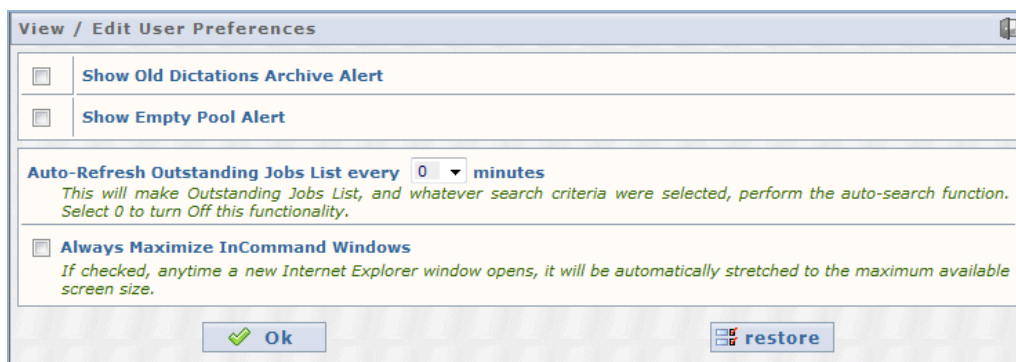 View / Edit User Preferences
Show Old Dictations Archive Alert
Show Empty Pool Alert
Auto-Refresh Outstanding Jobs List every 0 minutes
This will make Outstanding Jobs List, and whatever search criteria were selected, perform the auto-search function.
Select 0 to turn Off this functionality.
Always Maximize InCommand Windows
If checked, anytime a new Internet Explorer window opens, it will be automatically stretched to the maximum available
screen size.
Ok restore